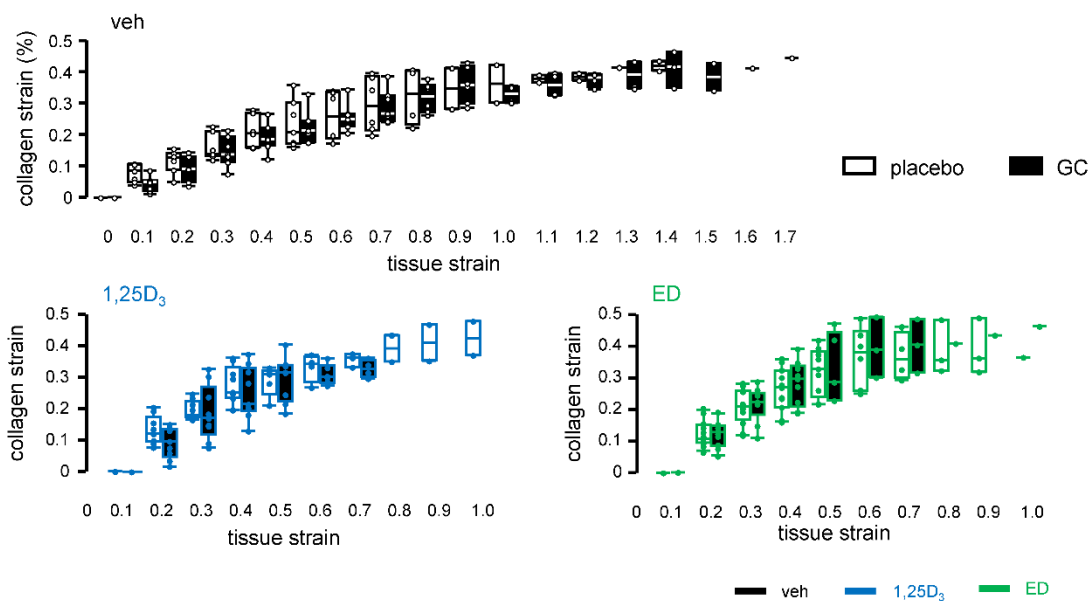 veh
collagen strain (%)
0.5
0.4
0.3
0.2
0.1
0
0 0.1 0.2 0.3 0.4 0.5 0.6 0.7 0.8 0.9 1.0 1.1 1.2 1.3 1.4 1.5 1.6 1.7
tissue strain
placebo GC
1,25D₃
collagen strain
0.5
0.4
0.3
0.2
0.1
0
0 0.1 0.2 0.3 0.4 0.5 0.6 0.7 0.8 0.9 1.0
tissue strain
ED
collagen strain
0.5
0.4
0.3
0.2
0.1
0
0 0.1 0.2 0.3 0.4 0.5 0.6 0.7 0.8 0.9 1.0
tissue strain
veh 1,25D₃ ED